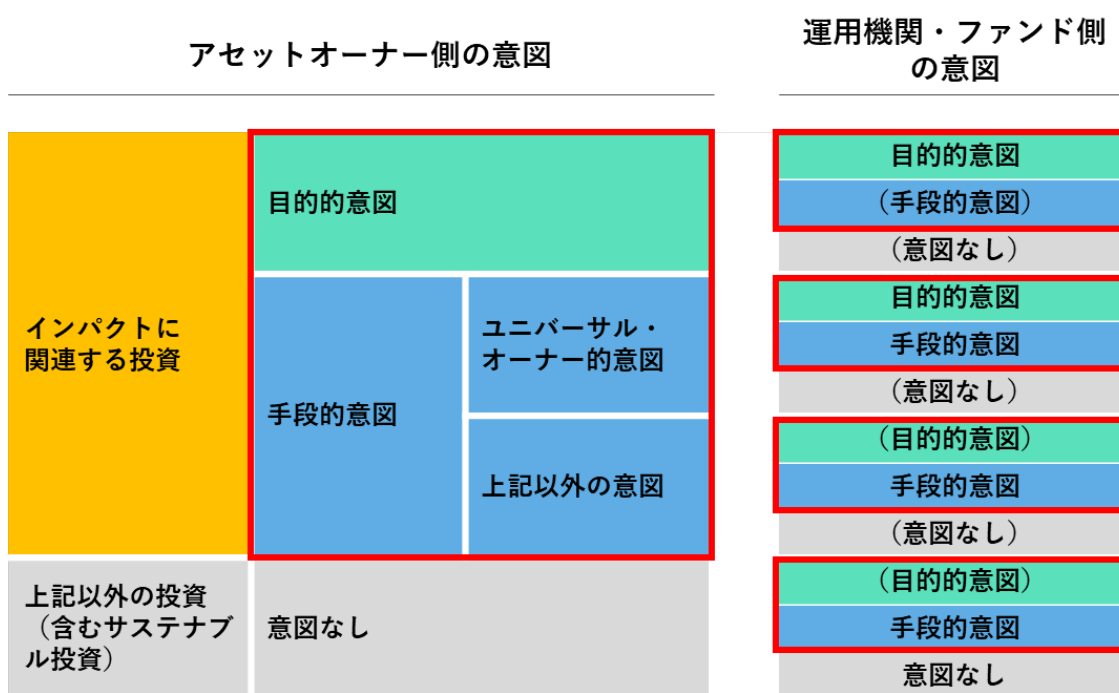 アセットオーナー側の意図
運用機関・ファンド側
の意図
インパクトに
関連する投資
目的的意図
手段的意図
ユニバーサル・
オーナー的意図
上記以外の意図
上記以外の投資
（含むサステナブ
ル投資）
意図なし
目的的意図
（手段的意図）
（意図なし）
目的的意図
手段的意図
（意図なし）
（目的的意図）
手段的意図
（意図なし）
（目的的意図）
手段的意図
意図なし